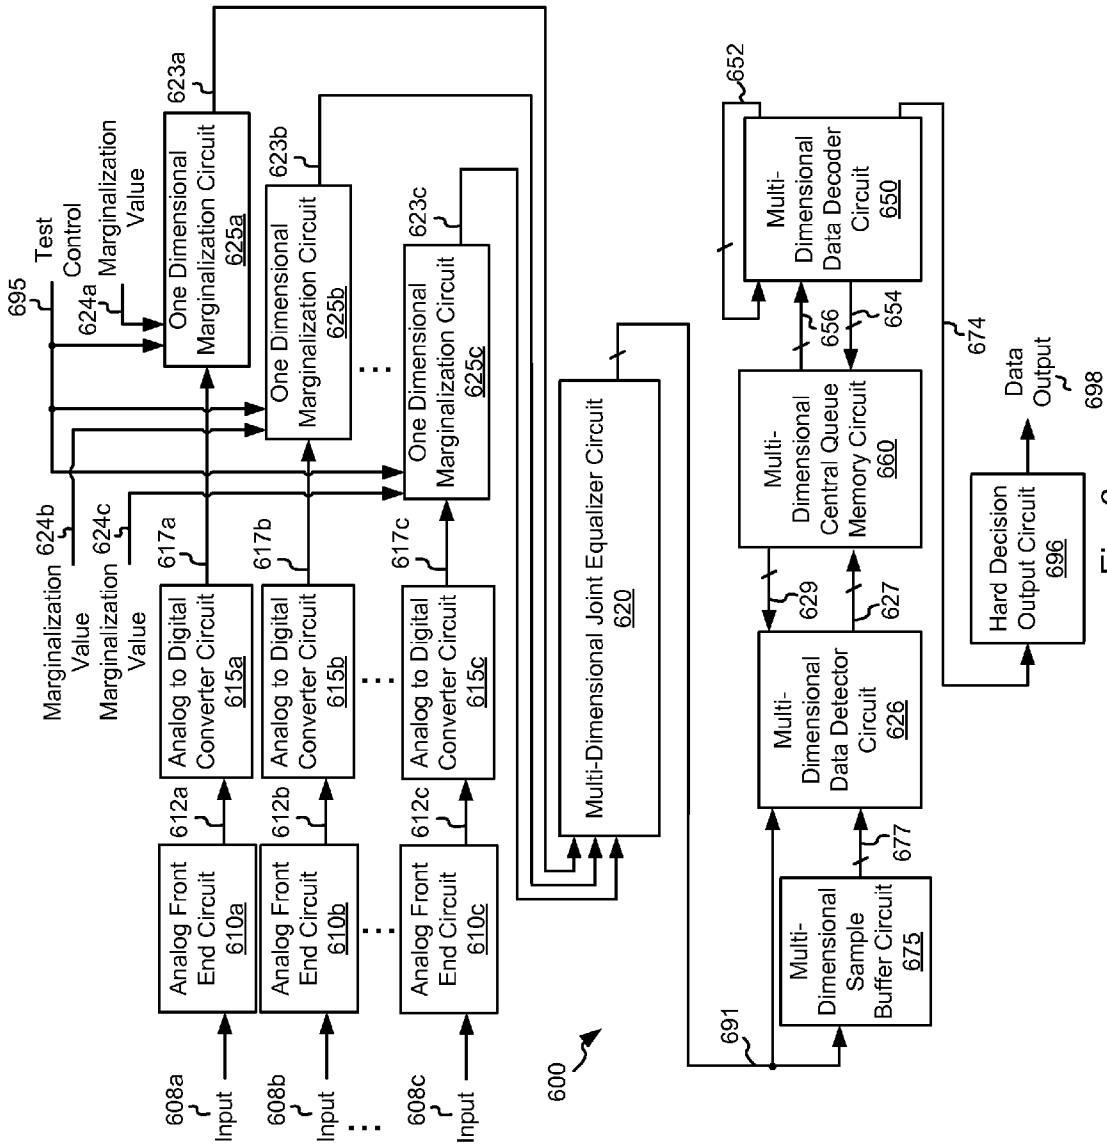 608a
Input
608b
Input
608c
Input
Analog Front
End Circuit
610a
Analog Front
End Circuit
610b
Analog Front
End Circuit
610c
612a
612b
612c
Analog to Digital
Converter Circuit
615a
Analog to Digital
Converter Circuit
615b
Analog to Digital
Converter Circuit
615c
Marginalization
Value
624b
Marginalization
Value
624c
617a
617b
617c
695
Test
Control
624a
Marginalization
Value
One Dimensional
Marginalization Circuit
625a
One Dimensional
Marginalization Circuit
625b
One Dimensional
Marginalization Circuit
625c
623a
623b
623c
600
Multi-Dimensional Joint Equalizer Circuit
620
691
Multi-
Dimensional
Sample
Buffer Circuit
675
677
Multi-
Dimensional
Data Detector
Circuit
626
629
627
Multi-
Dimensional
Central Queue
Memory Circuit
660
656
654
Multi-
Dimensional
Data Decoder
Circuit
650
652
674
Hard Decision
Output Circuit
696
Data
Output
698